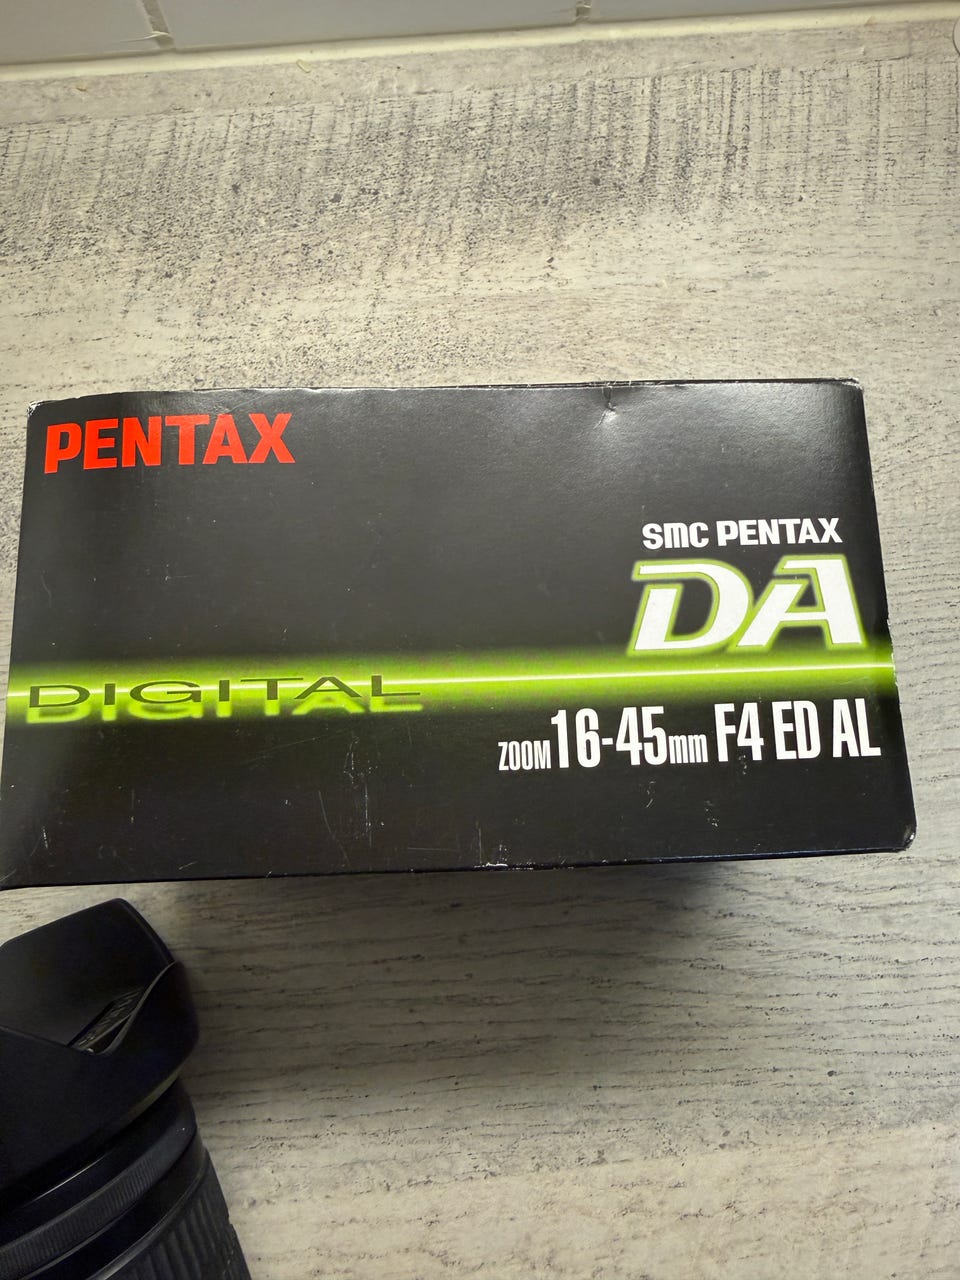 PENTAX
smc PENTAX
DA
DIGITAL
ZOOM 16-45mm F4 ED AL